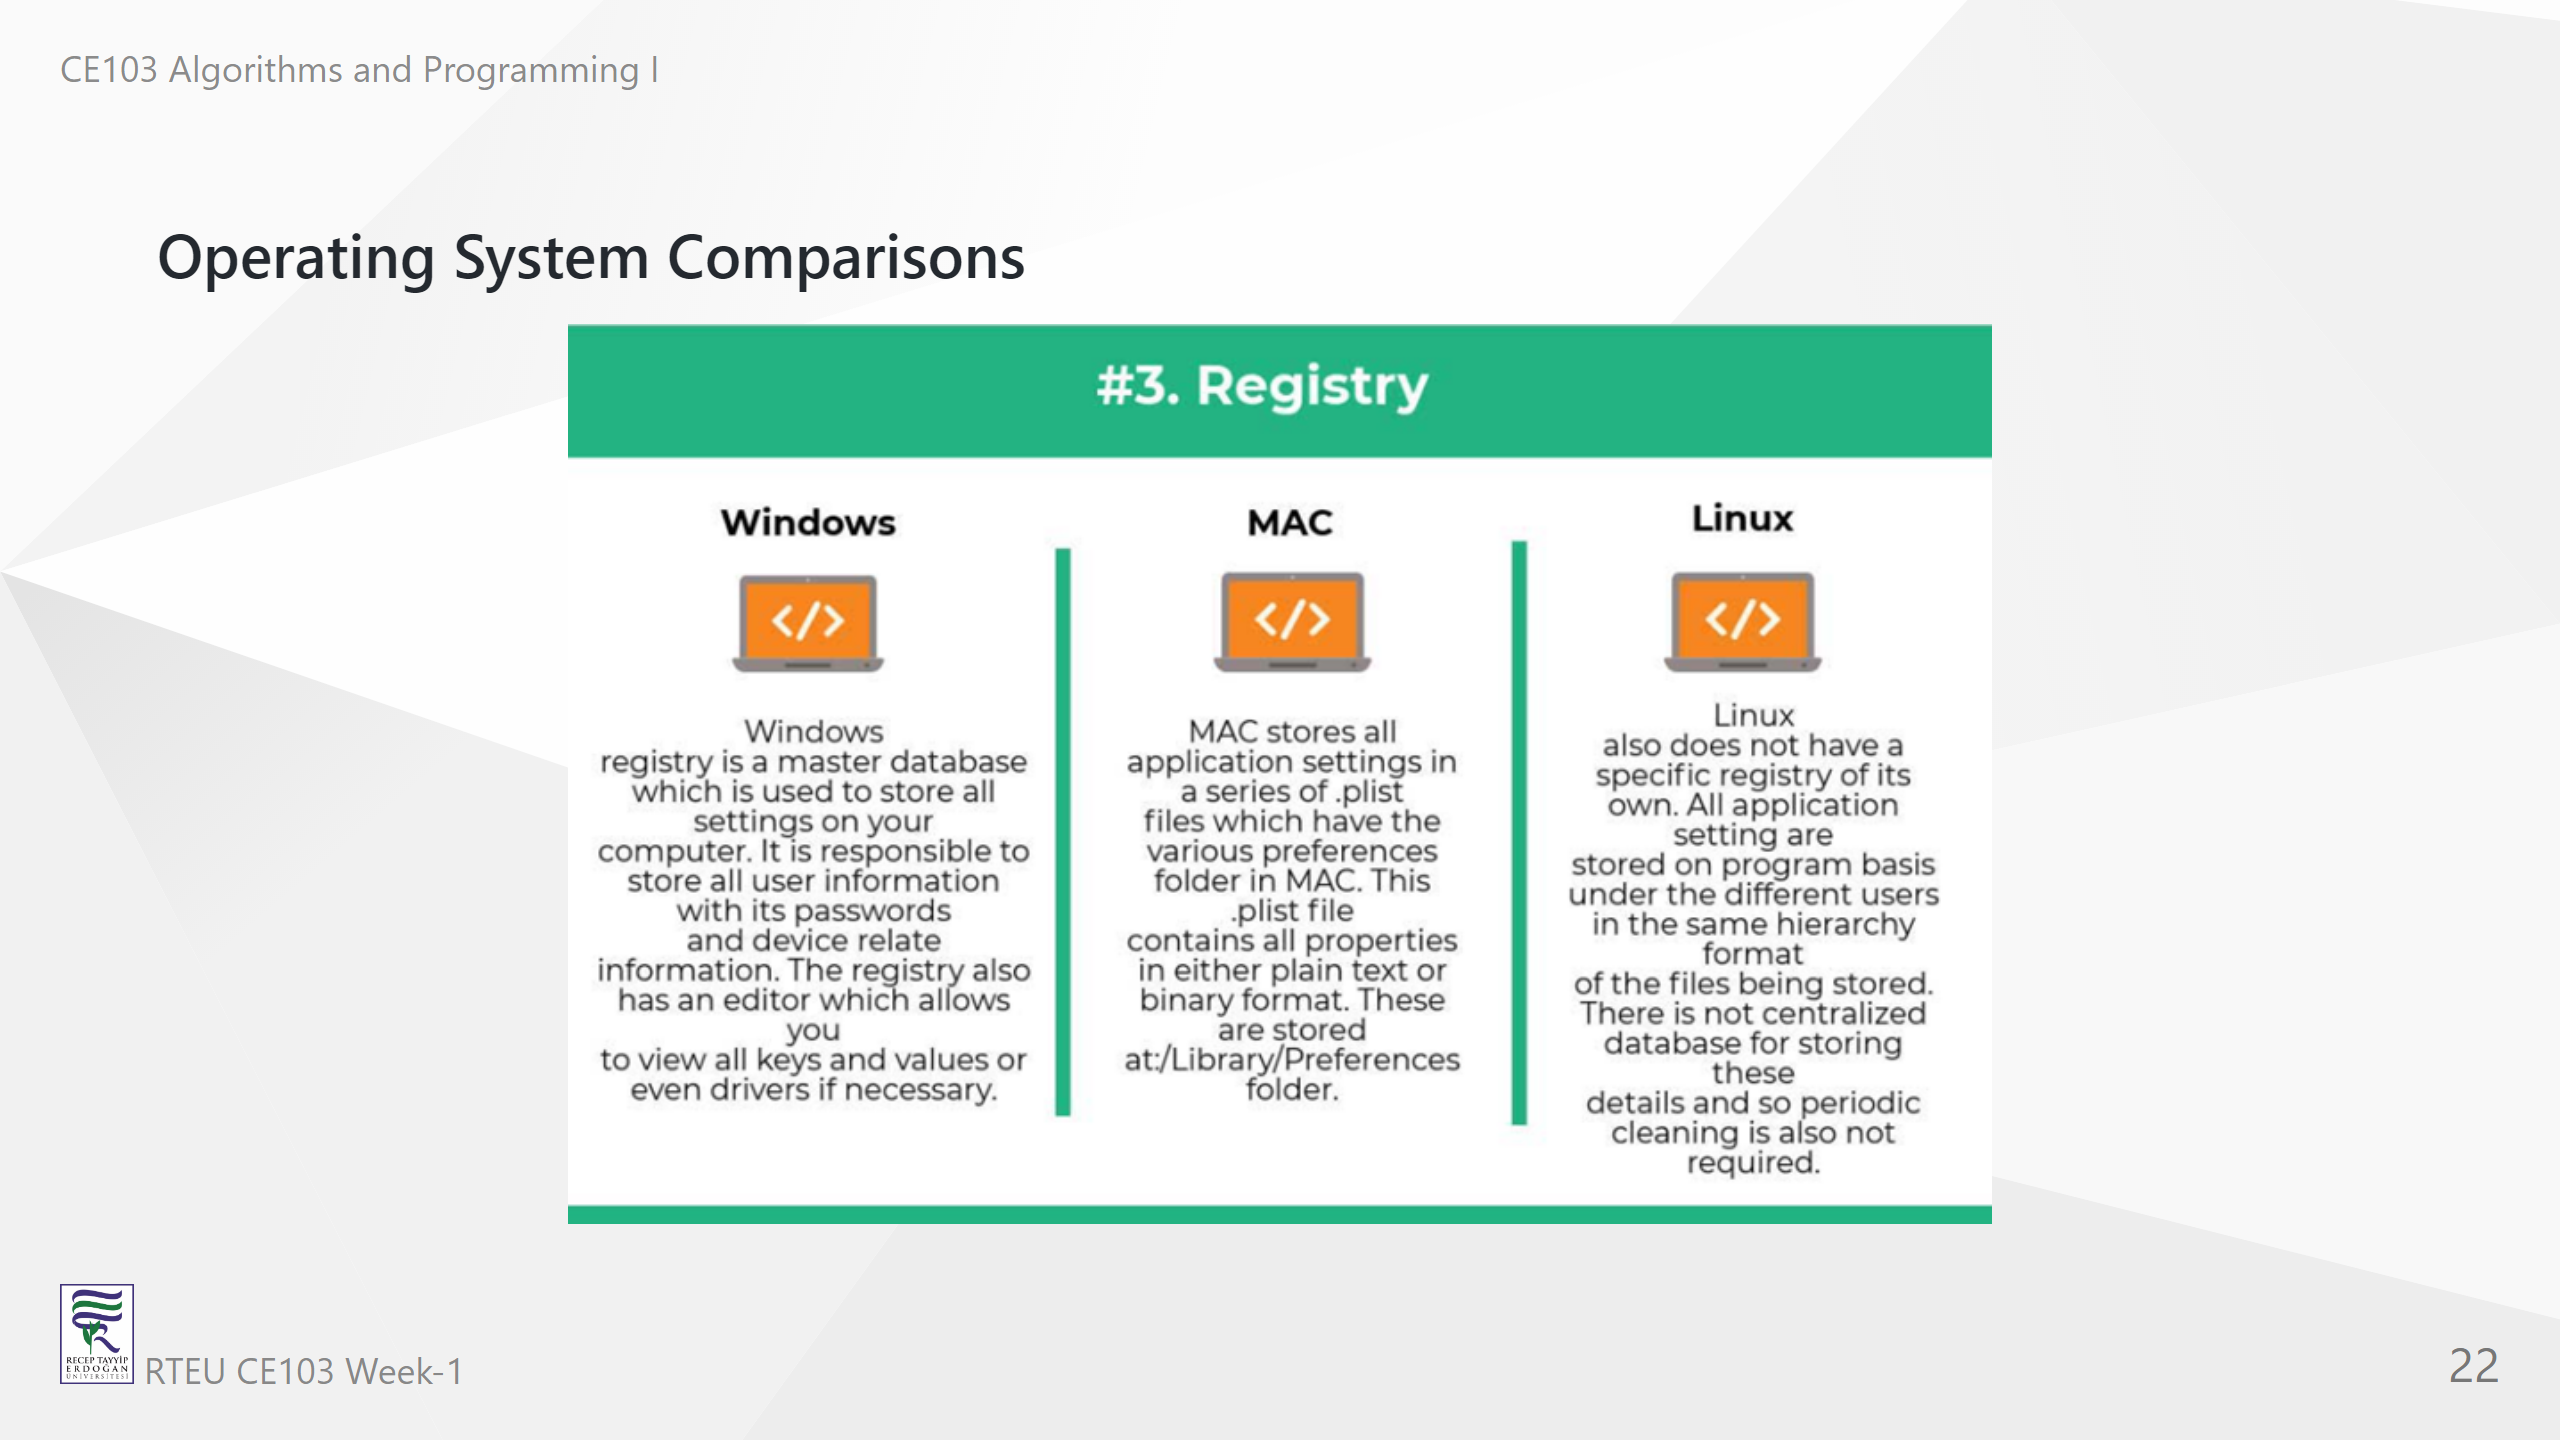 CE103 Algorithms and Programming I
Operating System Comparisons
#3. Registry
Windows
</>
Windows
registry is a master database
which is used to store all
settings on your
computer. It is responsible to
store all user information
with its passwords
and device relate
information. The registry also
has an editor which allows
you
to view all keys and values or
even drivers if necessary.
MAC
</>
MAC stores all
application settings in
a series of .plist
files which have the
various preferences
folder in MAC. This
.plist file
contains all properties
in either plain text or
binary format. These
are stored
at:/Library/Preferences
folder.
Linux
</>
Linux
also does not have a
specific registry of its
own. All application
setting are
stored on program basis
under the different users
in the same hierarchy
format
of the files being stored.
There is not centralized
database for storing
these
details and so periodic
cleaning is also not
required.
RECEP TAYYİP
ERDOĞAN
ÜNİVERSİTESİ
RTEU CE103 Week-1
22